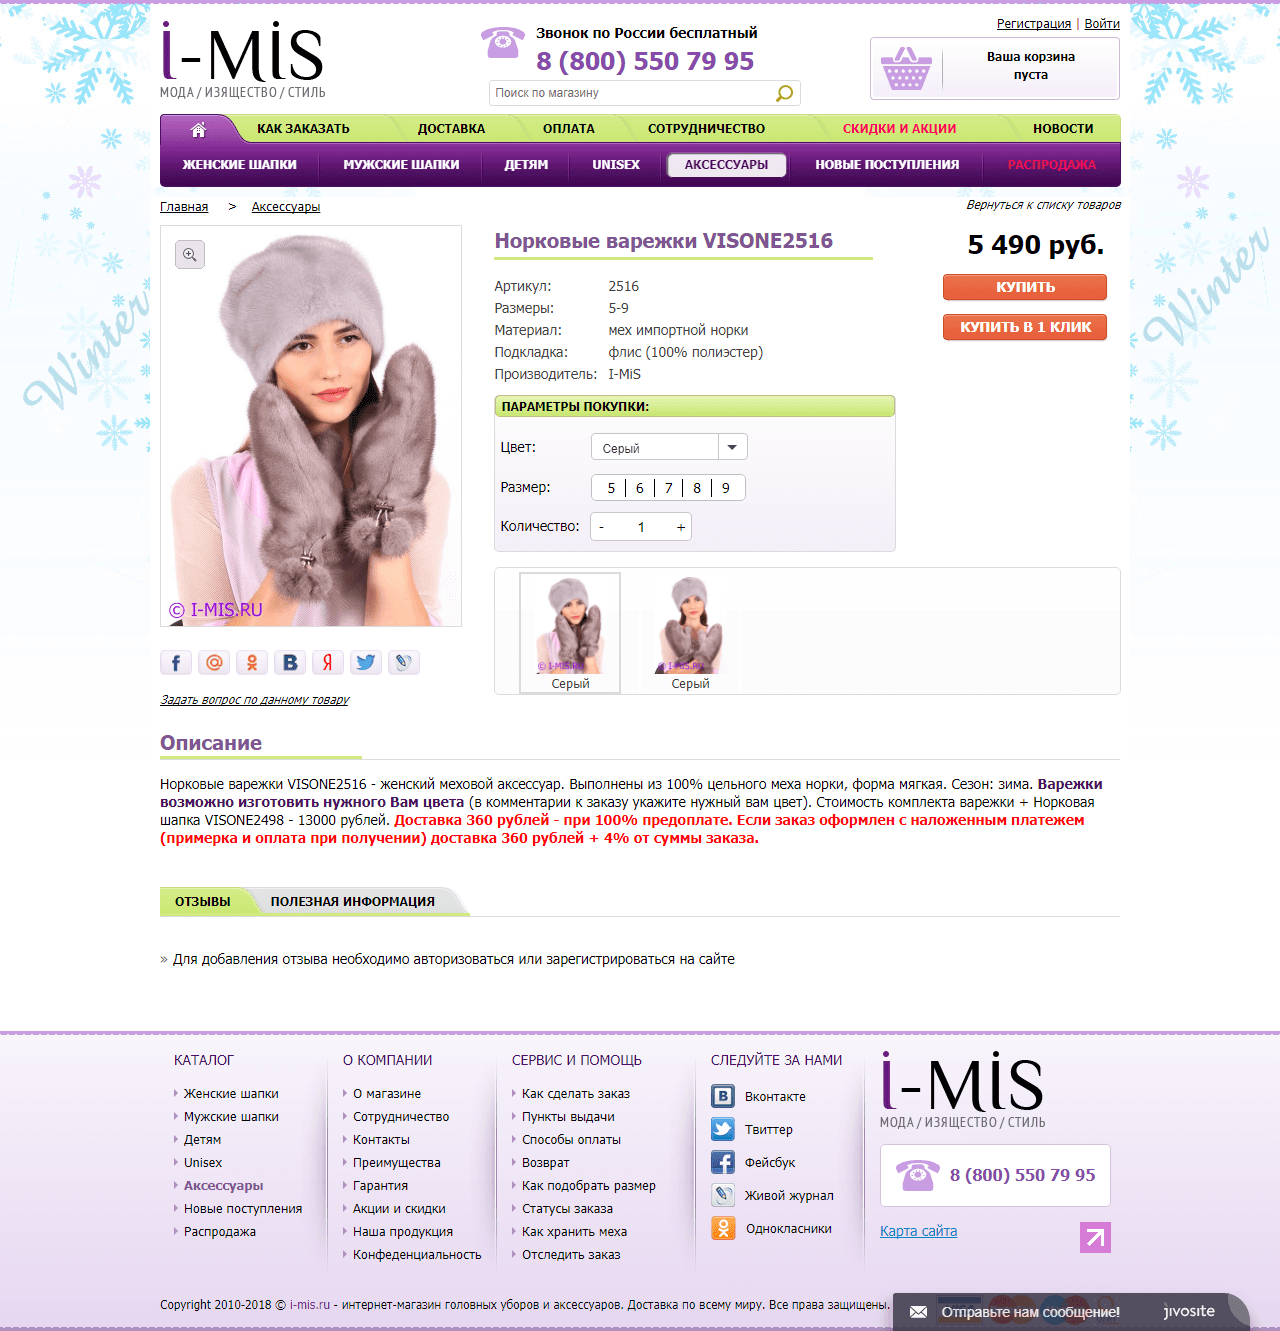 i-MiS
МОДА / ИЗЯЩЕСТВО / СТИЛЬ
Звонок по России бесплатный
8 (800) 550 79 95
Поиск по магазину
Регистрация | Войти
Ваша корзина
пуста
КАК ЗАКАЗАТЬ ДОСТАВКА ОПЛАТА СОТРУДНИЧЕСТВО СКИДКИ И АКЦИИ НОВОСТИ
ЖЕНСКИЕ ШАПКИ МУЖСКИЕ ШАПКИ ДЕТЯМ UNISEX АКСЕССУАРЫ НОВЫЕ ПОСТУПЛЕНИЯ РАСПРОДАЖА
Главная > Аксессуары
Вернуться к списку товаров
Winter
Winter
© I-MIS.RU
Норковые варежки VISONE2516
5 490 руб.
КУПИТЬ
КУПИТЬ В 1 КЛИК
Артикул: 2516
Размеры: 5-9
Материал: мех импортной норки
Подкладка: флис (100% полиэстер)
Производитель: I-MiS
ПАРАМЕТРЫ ПОКУПКИ:
Цвет: Серый
Размер: 5 | 6 | 7 | 8 | 9
Количество: - 1 +
© I-MIS.RU © I-MIS.RU
Серый Серый
Задать вопрос по данному товару
Описание
Норковые варежки VISONE2516 - женский меховой аксессуар. Выполнены из 100% цельного меха норки, форма мягкая. Сезон: зима. Варежки
возможно изготовить нужного Вам цвета (в комментарии к заказу укажите нужный вам цвет). Стоимость комплекта варежки + Норковая
шапка VISONE2498 - 13000 рублей. Доставка 360 рублей - при 100% предоплате. Если заказ оформлен с наложенным платежем
(примерка и оплата при получении) доставка 360 рублей + 4% от суммы заказа.
ОТЗЫВЫ ПОЛЕЗНАЯ ИНФОРМАЦИЯ
» Для добавления отзыва необходимо авторизоваться или зарегистрироваться на сайте
КАТАЛОГ
Женские шапки
Мужские шапки
Детям
Unisex
Аксессуары
Новые поступления
Распродажа
О КОМПАНИИ
О магазине
Сотрудничество
Контакты
Преимущества
Гарантия
Акции и скидки
Наша продукция
Конфеденциальность
СЕРВИС И ПОМОЩЬ
Как сделать заказ
Пункты выдачи
Способы оплаты
Возврат
Как подобрать размер
Статусы заказа
Как хранить меха
Отследить заказ
СЛЕДУЙТЕ ЗА НАМИ
Вконтакте
Твиттер
Фейсбук
Живой журнал
Однокласники
i-MiS
МОДА / ИЗЯЩЕСТВО / СТИЛЬ
8 (800) 550 79 95
Карта сайта
Copyright 2010-2018 © i-mis.ru - интернет-магазин головных уборов и аксессуаров. Доставка по всему миру. Все права защищены.
Отправьте нам сообщение!
jivosite